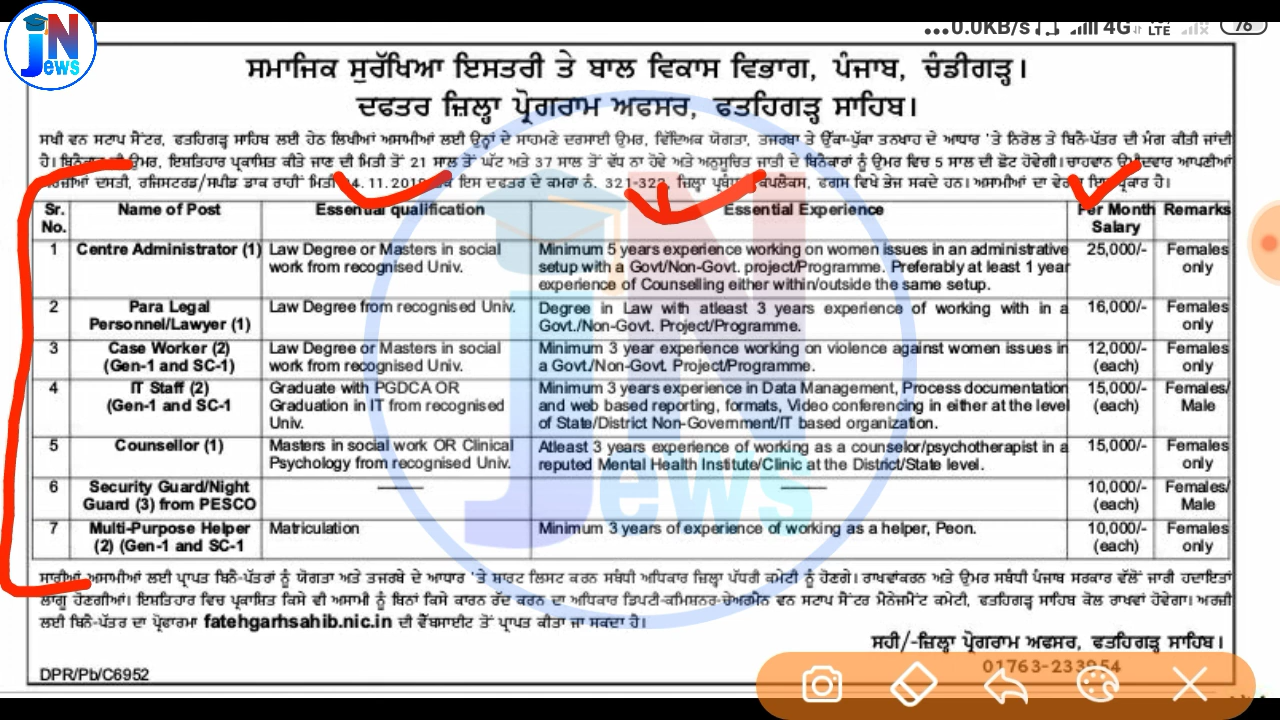 JN
ews
...0.0KB/s 4G LTE 76
ਸਮਾਜਿਕ ਸੁਰੱਖਿਆ ਇਸਤਰੀ ਤੇ ਬਾਲ ਵਿਕਾਸ ਵਿਭਾਗ, ਪੰਜਾਬ, ਚੰਡੀਗੜ੍ਹ।
ਦਫਤਰ ਜ਼ਿਲ੍ਹਾ ਪ੍ਰੋਗਰਾਮ ਅਫਸਰ, ਫਤਹਿਗੜ੍ਹ ਸਾਹਿਬ।
ਸਖੀ ਵਨ ਸਟਾਪ ਸੈਂਟਰ, ਫਤਹਿਗੜ੍ਹ ਸਾਹਿਬ ਲਈ ਹੇਠ ਲਿਖੀਆਂ ਅਸਾਮੀਆਂ ਲਈ ਉਨ੍ਹਾਂ ਦੇ ਸਾਹਮਣੇ ਦਰਸਾਈ ਉਮਰ, ਵਿੱਦਿਅਕ ਯੋਗਤਾ, ਤਜਰਬਾ ਤੇ ਉੱਕਾ-ਪੁੱਕਾ ਤਨਖਾਹ ਦੇ ਆਧਾਰ 'ਤੇ ਨਿਰੋਲ ਤੇ ਬਿਨੈ-ਪੱਤਰ ਦੀ ਮੰਗ ਕੀਤੀ ਜਾਂਦੀ
ਹੈ। ਬਿਨੈਕਾਰ ਦੀ ਉਮਰ, ਇਸ਼ਤਿਹਾਰ ਪ੍ਰਕਾਸ਼ਿਤ ਕੀਤੇ ਜਾਣ ਦੀ ਮਿਤੀ ਤੋਂ 21 ਸਾਲ ਤੋਂ ਘੱਟ ਅਤੇ 37 ਸਾਲ ਤੋਂ ਵੱਧ ਨਾ ਹੋਵੇ ਅਤੇ ਅਨੁਸੂਚਿਤ ਜਾਤੀ ਦੇ ਬਿਨੈਕਾਰਾਂ ਨੂੰ ਉਮਰ ਵਿਚ 5 ਸਾਲ ਦੀ ਛੋਟ ਹੋਵੇਗੀ। ਚਾਹਵਾਨ ਉਮੀਦਵਾਰ ਆਪਣੀਆਂ
ਦਸਤੀ, ਰਜਿਸਟਰਡ/ਸਪੀਡ ਡਾਕ ਰਾਹੀਂ ਮਿਤੀ ਇਸ ਦਫਤਰ ਦੇ ਕਮਰਾ ਨੰ. ਜ਼ਿਲ੍ਹਾ ਵਿਖੇ ਭੇਜ ਸਕਦੇ ਹਨ। ਅਸਾਮੀਆਂ ਦਾ ਪ੍ਰਕਾਰ ਹੈ।
Sr. No. Name of Post Essential qualification Essential Experience Per Month Salary Remarks
1 Centre Administrator (1) Law Degree or Masters in social Minimum 5 years experience working on women issues in an administrative 25,000/- Females
work from recognised Univ. setup with a Govt/Non-Govt. project/Programme. Preferably at least 1 year only
experience of Counselling either within/outside the same setup.
2 Para Legal Law Degree from recognised Univ. Degree in Law with atleast 3 years experience of working with in a 16,000/- Females
Personnel/Lawyer (1) Govt./Non-Govt. Project/Programme. only
3 Case Worker (2) Law Degree or Masters in social Minimum 3 year experience working on violence against women issues in 12,000/- Females
(Gen-1 and SC-1) work from recognised Univ. a Govt/Non-Govt. Project/Programme. (each) only
4 IT Staff (2) Graduate with PGDCA OR Minimum 3 years experience in Data Management, Process documentation 15,000/- Females/
(Gen-1 and SC-1 Graduation in IT from recognised and web based reporting, formats, Video conferencing in either at the level (each) Male
Univ. of State/District Non-Government/IT based organization.
5 Counsellor (1) Masters in social work OR Clinical Atleast 3 years experience of working as a counselor/psychotherapist in a 15,000/- Females
Psychology from recognised Univ. reputed Mental Health Institute/Clinic at the District/State level. only
6 Security Guard/Night —— —— 10,000/- Females/
Guard (3) from PESCO (each) Male
7 Multi-Purpose Helper Matriculation Minimum 3 years of experience of working as a helper, Peon. 10,000/- Females
(2) (Gen-1 and SC-1 (each) only
ਸਾਰੀਆਂ ਅਸਾਮੀਆਂ ਲਈ ਪ੍ਰਾਪਤ ਬਿਨੈ-ਪੱਤਰਾਂ ਨੂੰ ਯੋਗਤਾ ਅਤੇ ਤਜਰਬੇ ਦੇ ਆਧਾਰ 'ਤੇ ਸ਼ਾਰਟ ਲਿਸਟ ਕਰਨ ਸਬੰਧੀ ਅਧਿਕਾਰ ਜ਼ਿਲ੍ਹਾ ਪੱਧਰੀ ਕਮੇਟੀ ਨੂੰ ਹੋਣਗੇ। ਰਾਖਵਾਂਕਰਨ ਅਤੇ ਉਮਰ ਸਬੰਧੀ ਪੰਜਾਬ ਸਰਕਾਰ ਵੱਲੋਂ ਜਾਰੀ ਹਦਾਇਤਾਂ
ਲਾਗੂ ਹੋਣਗੀਆਂ। ਇਸ਼ਤਿਹਾਰ ਵਿਚ ਪ੍ਰਕਾਸ਼ਿਤ ਕਿਸੇ ਵੀ ਅਸਾਮੀ ਨੂੰ ਬਿਨਾਂ ਕਿਸੇ ਕਾਰਨ ਰੱਦ ਕਰਨ ਦਾ ਅਧਿਕਾਰ ਡਿਪਟੀ-ਕਮਿਸ਼ਨਰ-ਚੇਅਰਮੈਨ ਵਨ ਸਟਾਪ ਸੈਂਟਰ ਮੈਨੇਜਮੈਂਟ ਕਮੇਟੀ, ਫਤਹਿਗੜ੍ਹ ਸਾਹਿਬ ਕੋਲ ਰਾਖਵਾਂ ਹੋਵੇਗਾ। ਅਰਜ਼ੀ
ਲਈ ਬਿਨੈ-ਪੱਤਰ ਦਾ ਪ੍ਰੋਫਾਰਮਾ fatehgarhsahib.nic.in ਦੀ ਵੈੱਬਸਾਈਟ ਤੋਂ ਪ੍ਰਾਪਤ ਕੀਤਾ ਜਾ ਸਕਦਾ ਹੈ।
ਸਹੀ/-ਜ਼ਿਲ੍ਹਾ ਪ੍ਰੋਗਰਾਮ ਅਫਸਰ, ਫਤਹਿਗੜ੍ਹ ਸਾਹਿਬ।
DPR/Pb/C6952
JN
ews